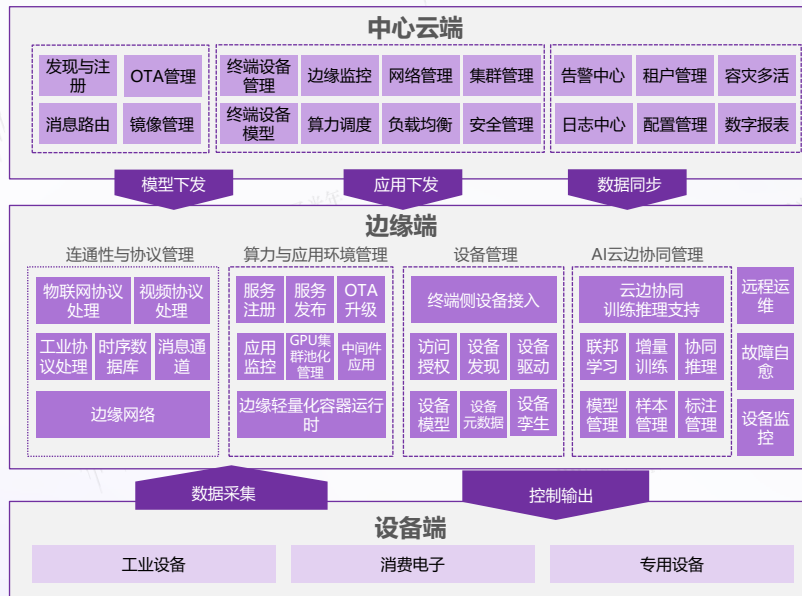 中心云端
发现与注
册
OTA管理
消息路由
镜像管理
终端设备
管理
边缘监控
网络管理
集群管理
终端设备
模型
算力调度
负载均衡
安全管理
告警中心
租户管理
容灾多活
日志中心
配置管理
数字报表
模型下发
应用下发
数据同步
边缘端
连通性与协议管理
物联网协议
处理
视频协议
处理
工业协
议处理
时序数
据库
消息通
道
边缘网络
算力与应用环境管理
服务
注册
服务
发布
OTA
升级
应用
监控
GPU集
群池化
管理
中间件
应用
边缘轻量化容器运行
时
设备管理
终端侧设备接入
访问
授权
设备
发现
设备
驱动
设备
模型
设备
元数据
设备
孪生
AI云边协同管理
云边协同
训练推理支持
联邦
学习
增量
训练
协同
推理
模型
管理
样本
管理
标注
管理
远程运
维
故障自
愈
设备监
控
数据采集
控制输出
设备端
工业设备
消费电子
专用设备